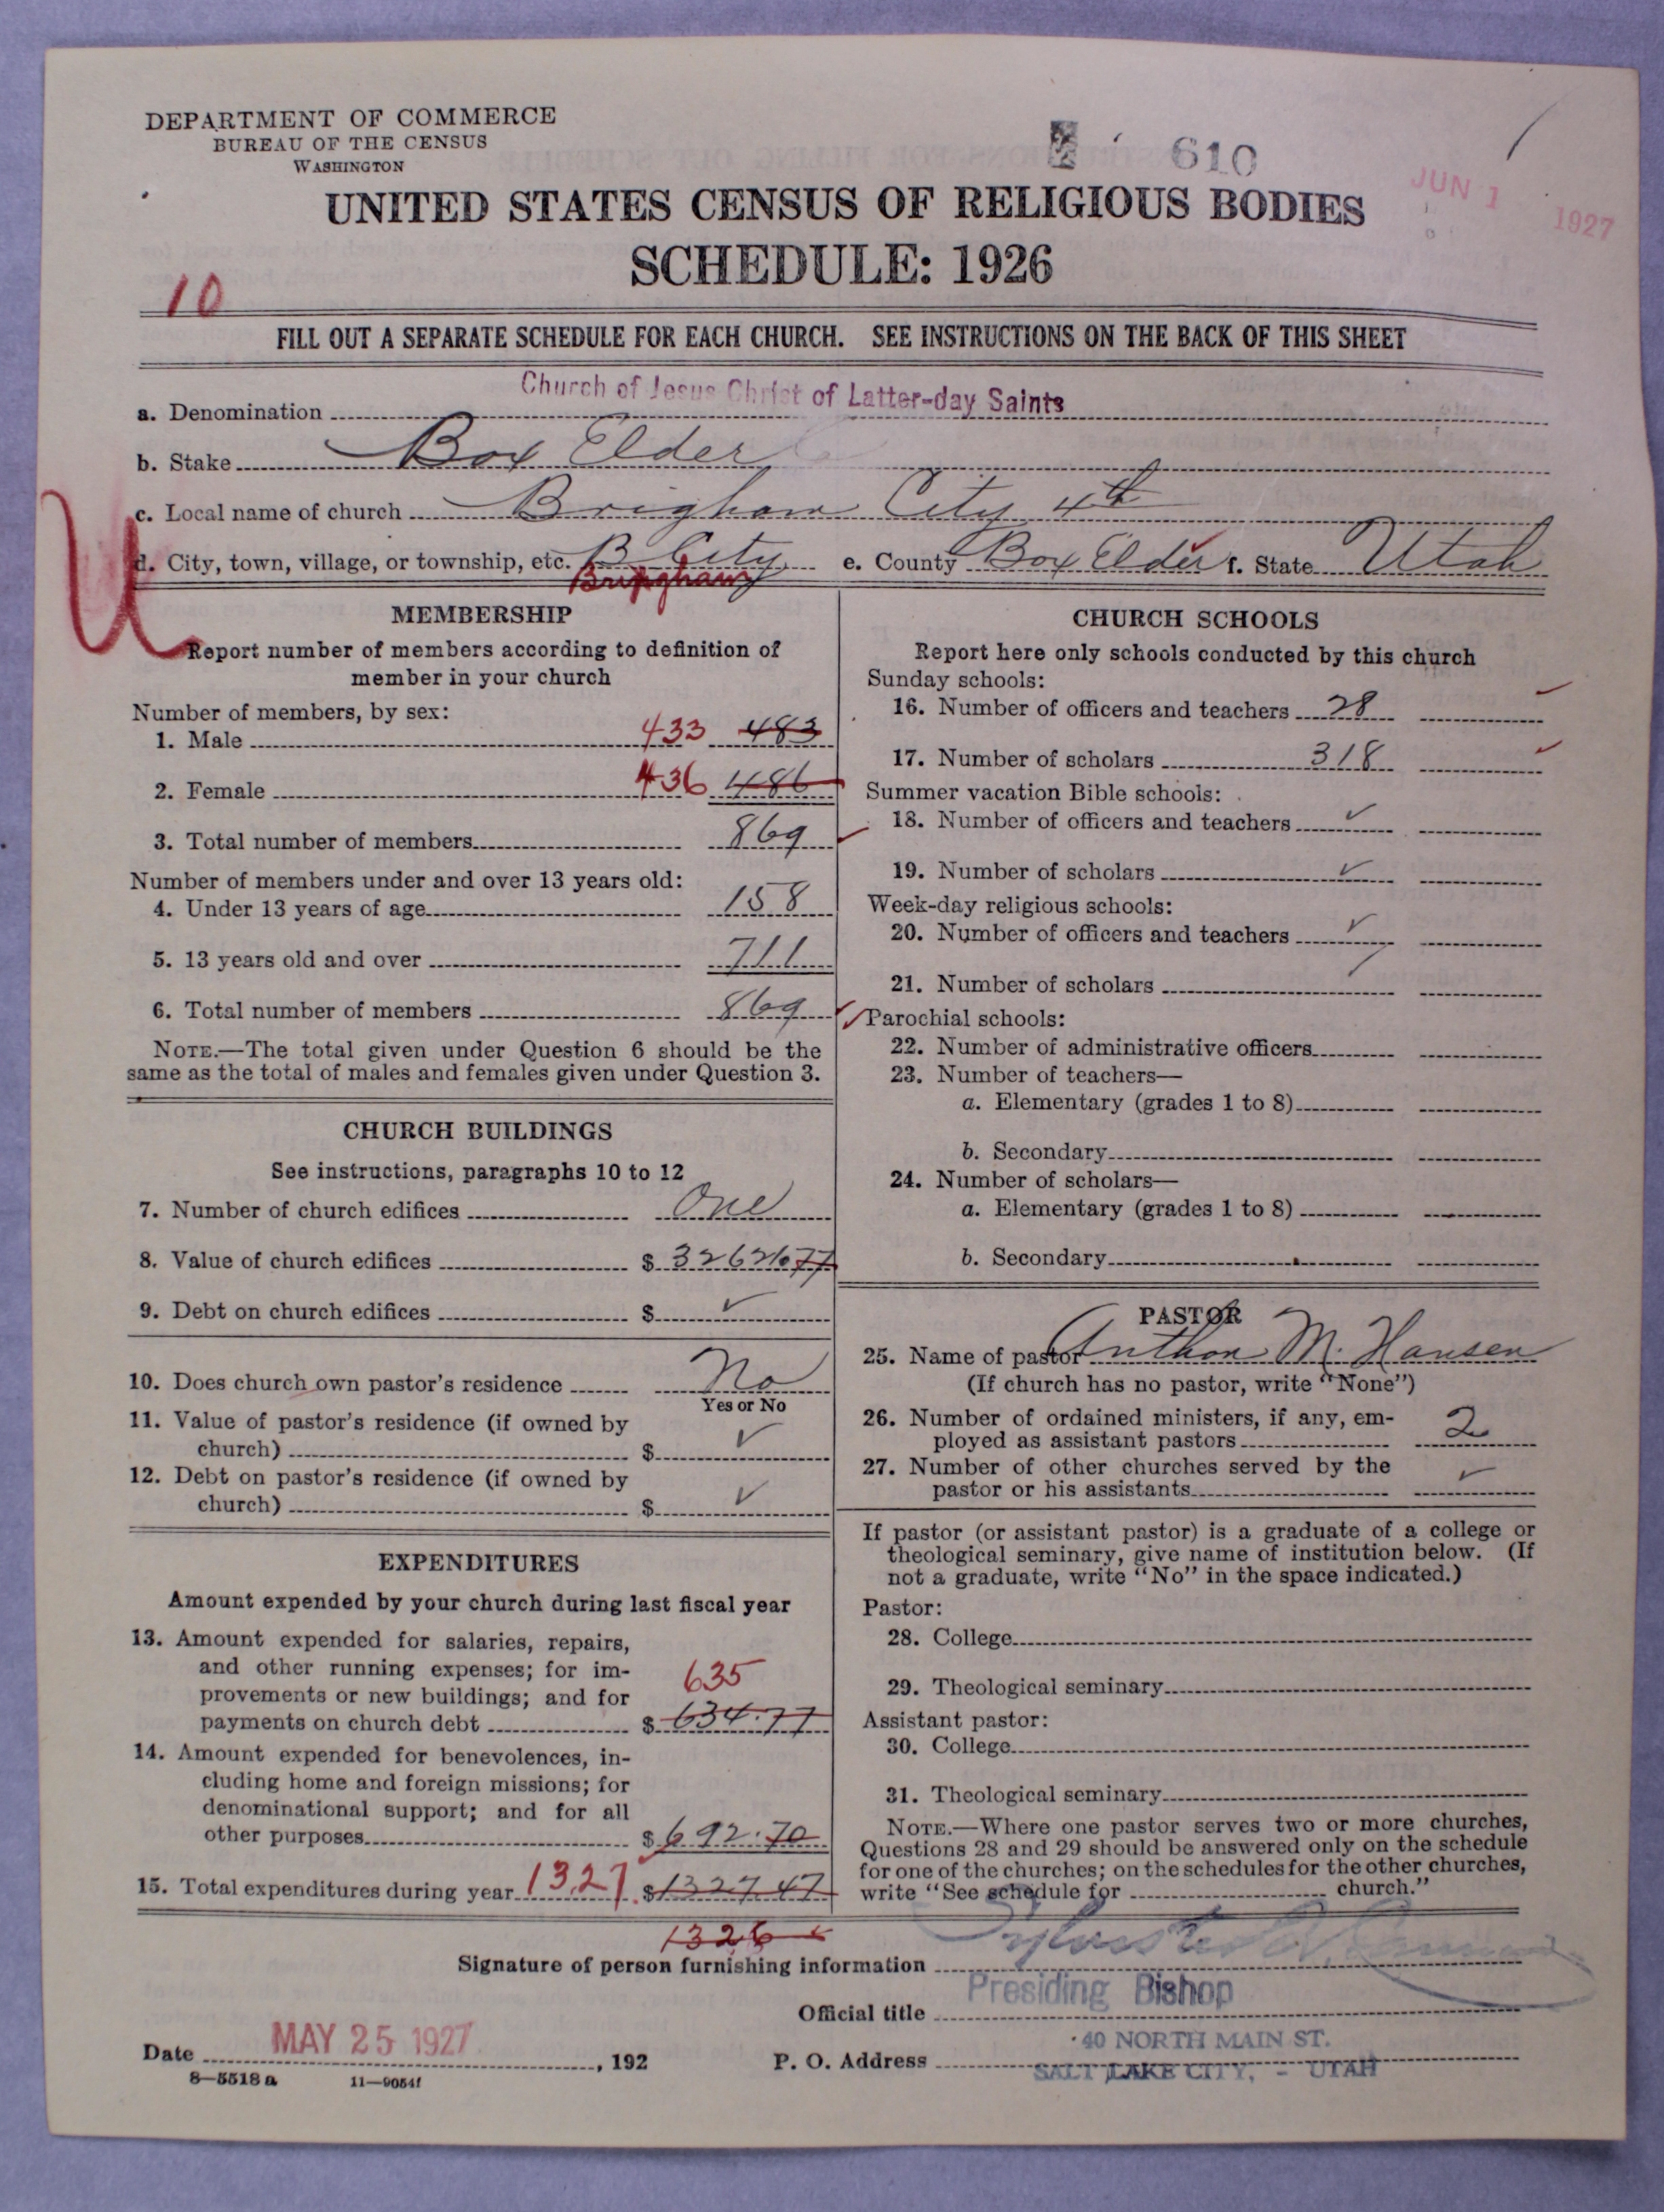 DEPARTMENT OF COMMERCE
BUREAU OF THE CENSUS
WASHINGTON
610
JUN 1 1927
UNITED STATES CENSUS OF RELIGIOUS BODIES
SCHEDULE: 1926
10
FILL OUT A SEPARATE SCHEDULE FOR EACH CHURCH. SEE INSTRUCTIONS ON THE BACK OF THIS SHEET
a. Denomination Church of Jesus Christ of Latter-day Saints
b. Stake Box Elder
c. Local name of church Brigham City 4th
d. City, town, village, or township, etc. B City e. County Box Elder f. State Utah
Bringham
U
MEMBERSHIP
Report number of members according to definition of
member in your church
Number of members, by sex:
1. Male 433 483
2. Female 436 486
3. Total number of members 869
Number of members under and over 13 years old:
4. Under 13 years of age 158
5. 13 years old and over 711
6. Total number of members 869
NOTE.—The total given under Question 6 should be the
same as the total of males and females given under Question 3.
CHURCH BUILDINGS
See instructions, paragraphs 10 to 12
7. Number of church edifices One
8. Value of church edifices $ 32626.77
9. Debt on church edifices $ ✓
10. Does church own pastor's residence No
Yes or No
11. Value of pastor's residence (if owned by
church) $ ✓
12. Debt on pastor's residence (if owned by
church) $ ✓
EXPENDITURES
Amount expended by your church during last fiscal year
13. Amount expended for salaries, repairs,
and other running expenses; for im-
provements or new buildings; and for 635
payments on church debt $ 634.77
14. Amount expended for benevolences, in-
cluding home and foreign missions; for
denominational support; and for all
other purposes $ 692.70
15. Total expenditures during year 1327. $ 1327 47
1326
CHURCH SCHOOLS
Report here only schools conducted by this church
Sunday schools:
16. Number of officers and teachers 28
17. Number of scholars 318
Summer vacation Bible schools:
18. Number of officers and teachers ✓
19. Number of scholars ✓
Week-day religious schools:
20. Number of officers and teachers ✓
21. Number of scholars
Parochial schools:
22. Number of administrative officers
23. Number of teachers—
a. Elementary (grades 1 to 8)
b. Secondary
24. Number of scholars—
a. Elementary (grades 1 to 8)
b. Secondary
PASTOR
25. Name of pastor Anthon M. Hansen
(If church has no pastor, write "None")
26. Number of ordained ministers, if any, em-
ployed as assistant pastors 2
27. Number of other churches served by the
pastor or his assistants ✓
If pastor (or assistant pastor) is a graduate of a college or
theological seminary, give name of institution below. (If
not a graduate, write "No" in the space indicated.)
Pastor:
28. College
29. Theological seminary
Assistant pastor:
30. College
31. Theological seminary
NOTE.—Where one pastor serves two or more churches,
Questions 28 and 29 should be answered only on the schedule
for one of the churches; on the schedules for the other churches,
write "See schedule for church."
Signature of person furnishing information
Official title Presiding Bishop
Date MAY 25 1927, 192 P. O. Address 40 NORTH MAIN ST.
SALT LAKE CITY, - UTAH
8—5518 a 11—9054f